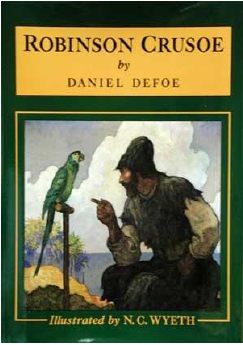 ROBINSON CRUSOE
by
DANIEL DEFOE
Illustrated by N. C. WYETH